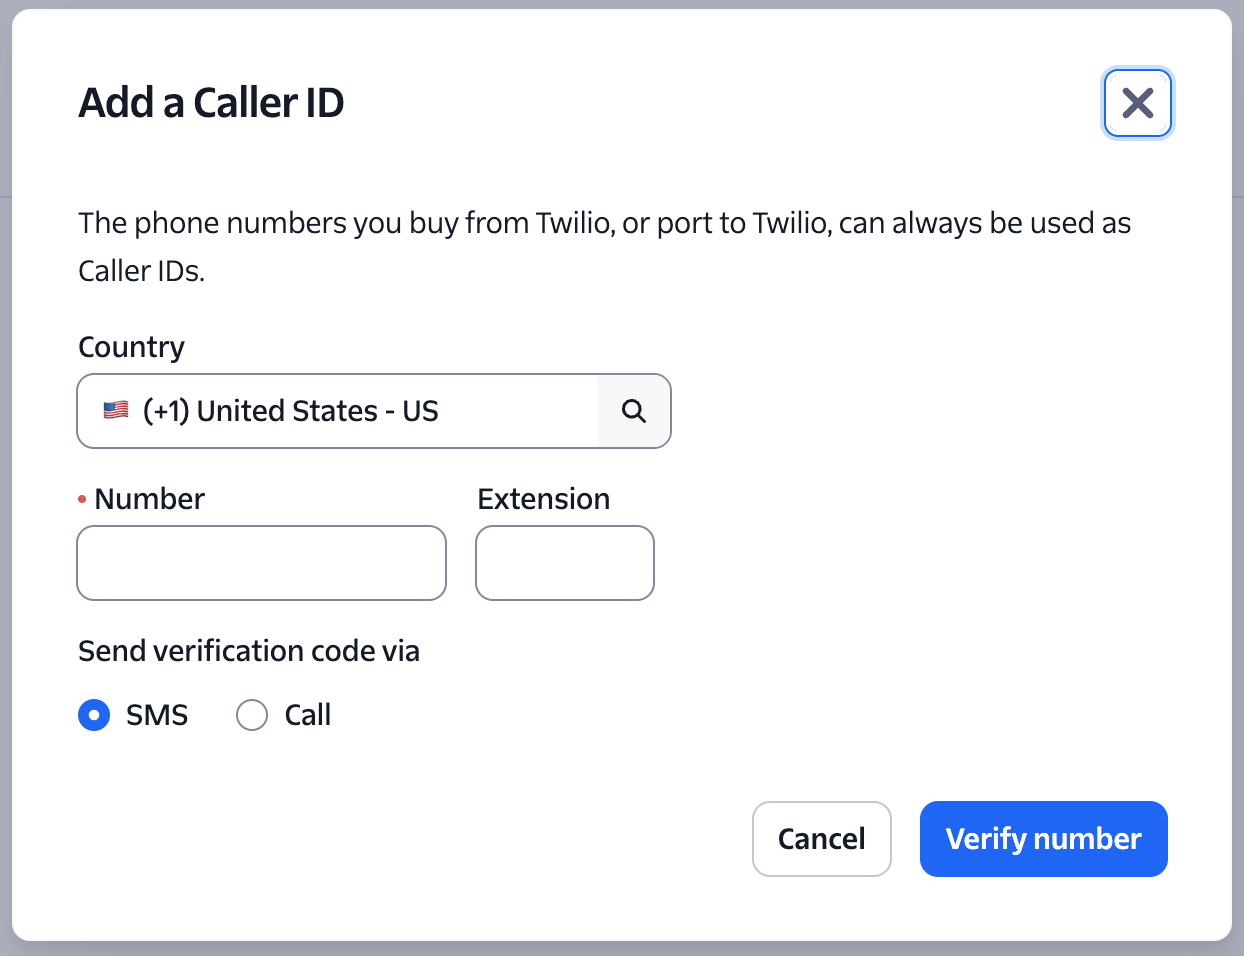 Add a Caller ID
The phone numbers you buy from Twilio, or port to Twilio, can always be used as
Caller IDs.
Country
(+1) United States - US
Number Extension
Send verification code via
SMS Call
Cancel Verify number